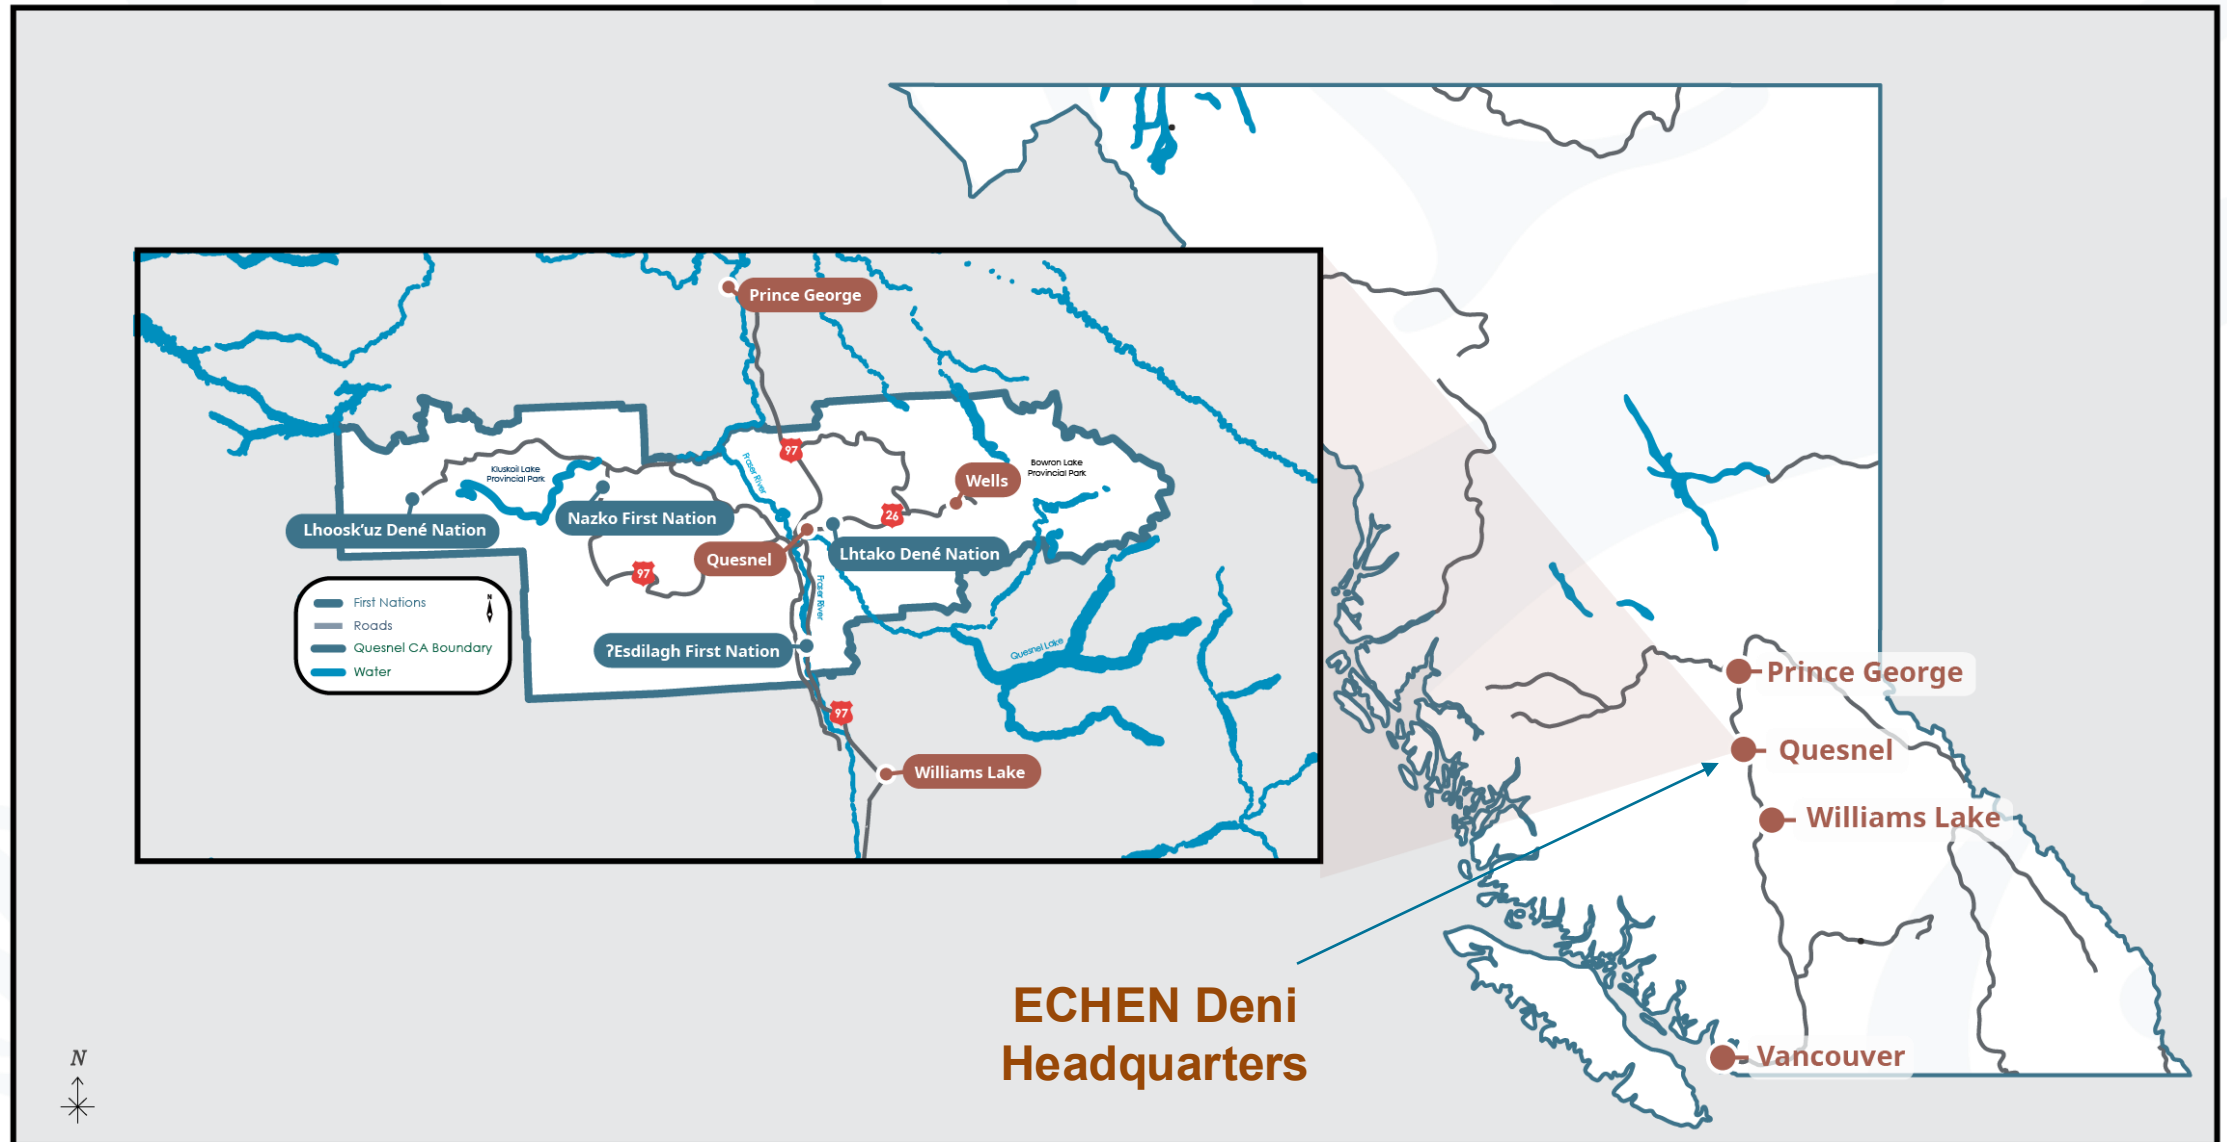 Prince George
97
Fraser River
Kluskoil Lake
Provincial Park
Bowron Lake
Provincial Park
Wells
Lhoosk'uz Dené Nation
Nazko First Nation
26
Quesnel
Lhtako Dené Nation
97
Fraser River
First Nations
Roads
Quesnel CA Boundary
Water
N
?Esdilagh First Nation
Quesnel Lake
97
Williams Lake
Prince George
Quesnel
Williams Lake
Vancouver
ECHEN Deni
Headquarters
N